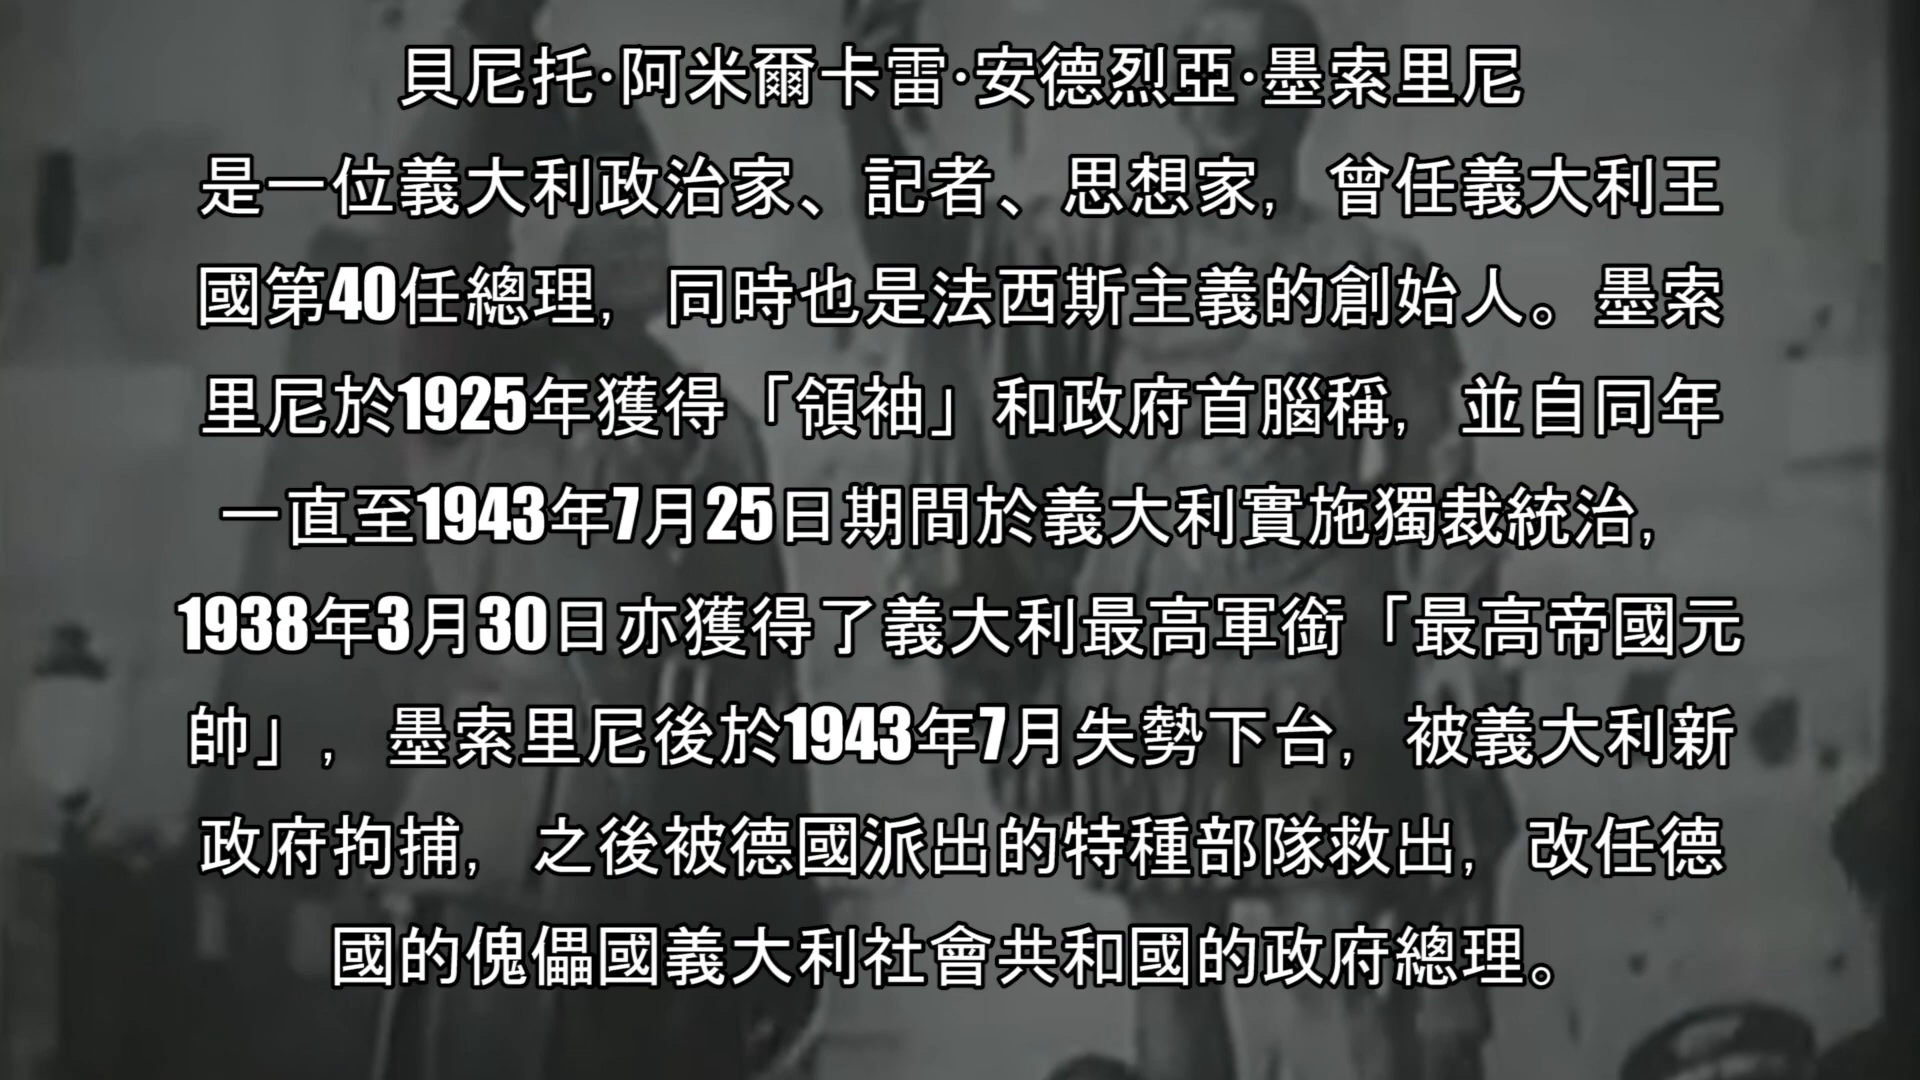 貝尼托·阿米爾卡雷·安德烈亞·墨索里尼
是一位義大利政治家、記者、思想家，曾任義大利王
國第40任總理，同時也是法西斯主義的創始人。墨索
里尼於1925年獲得「領袖」和政府首腦稱，並自同年
一直至1943年7月25日期間於義大利實施獨裁統治，
1938年3月30日亦獲得了義大利最高軍銜「最高帝國元
帥」，墨索里尼後於1943年7月失勢下台，被義大利新
政府拘捕，之後被德國派出的特種部隊救出，改任德
國的傀儡國義大利社會共和國的政府總理。